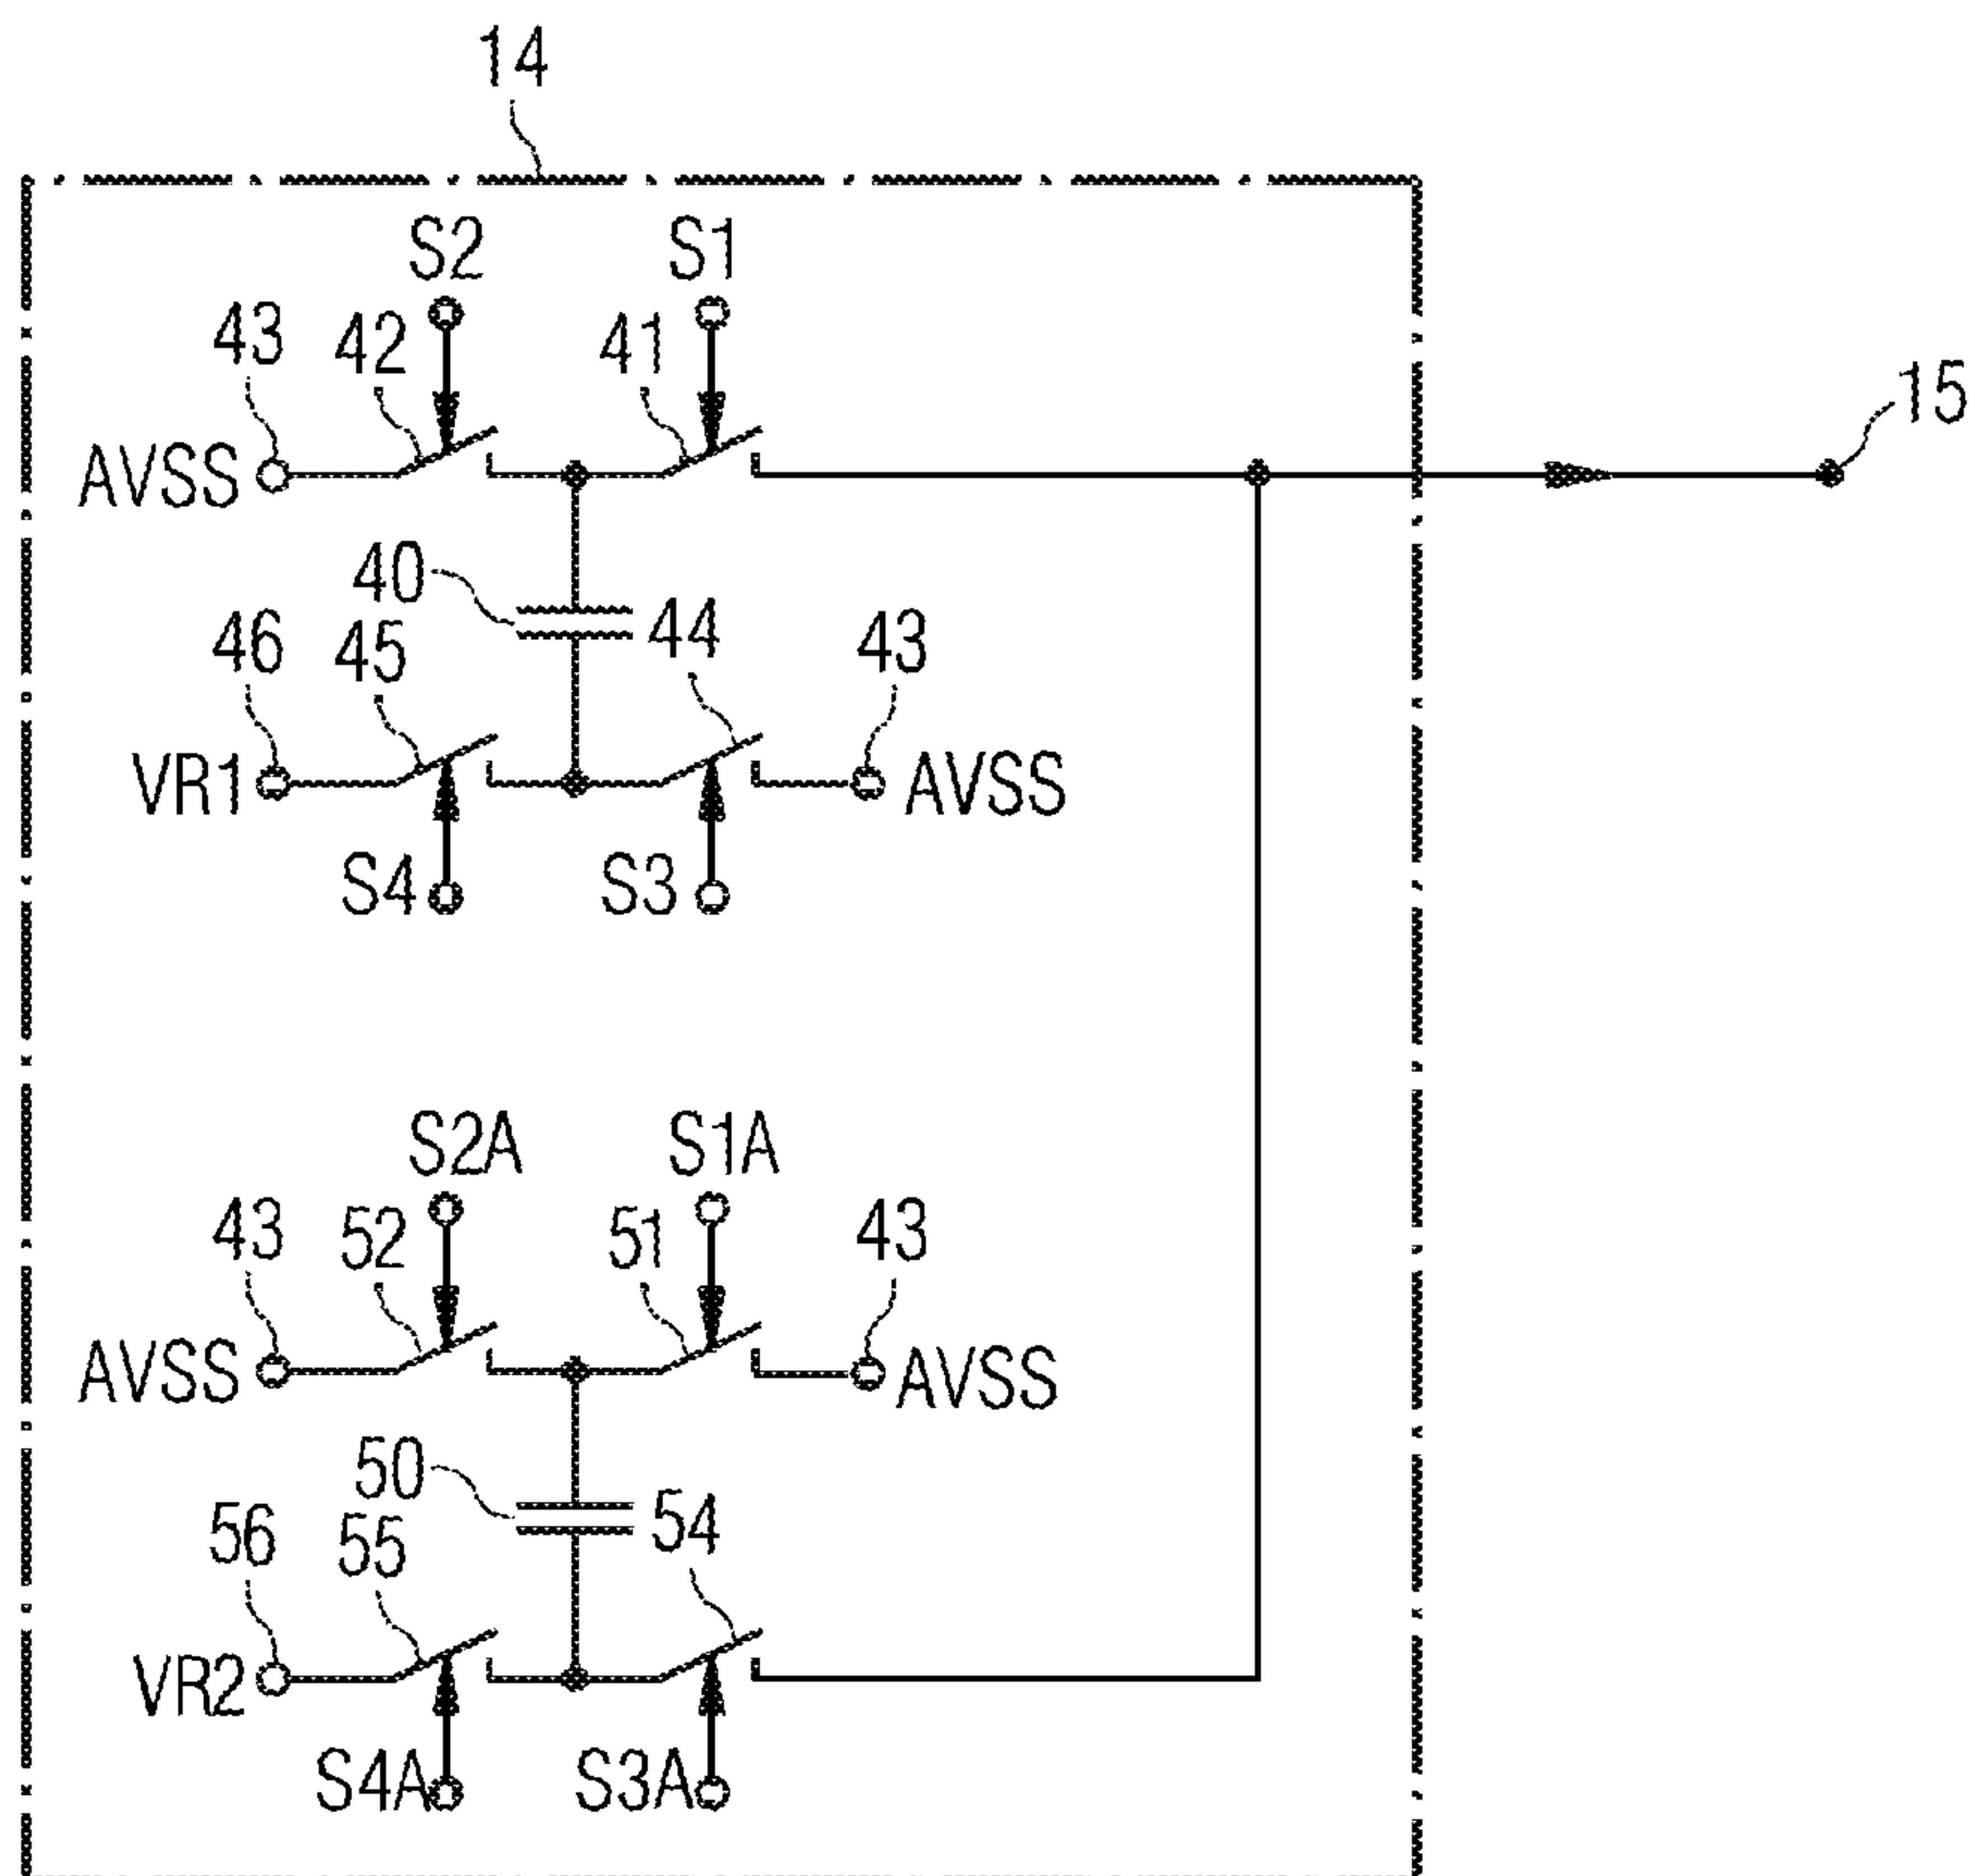 14
S2 S1
43 42 41
15
AVSS
40
46 45 44 43
VR1 AVSS
S4 S3
S2A S1A
43 52 51 43
AVSS AVSS
50
56 55 54
VR2
S4A S3A